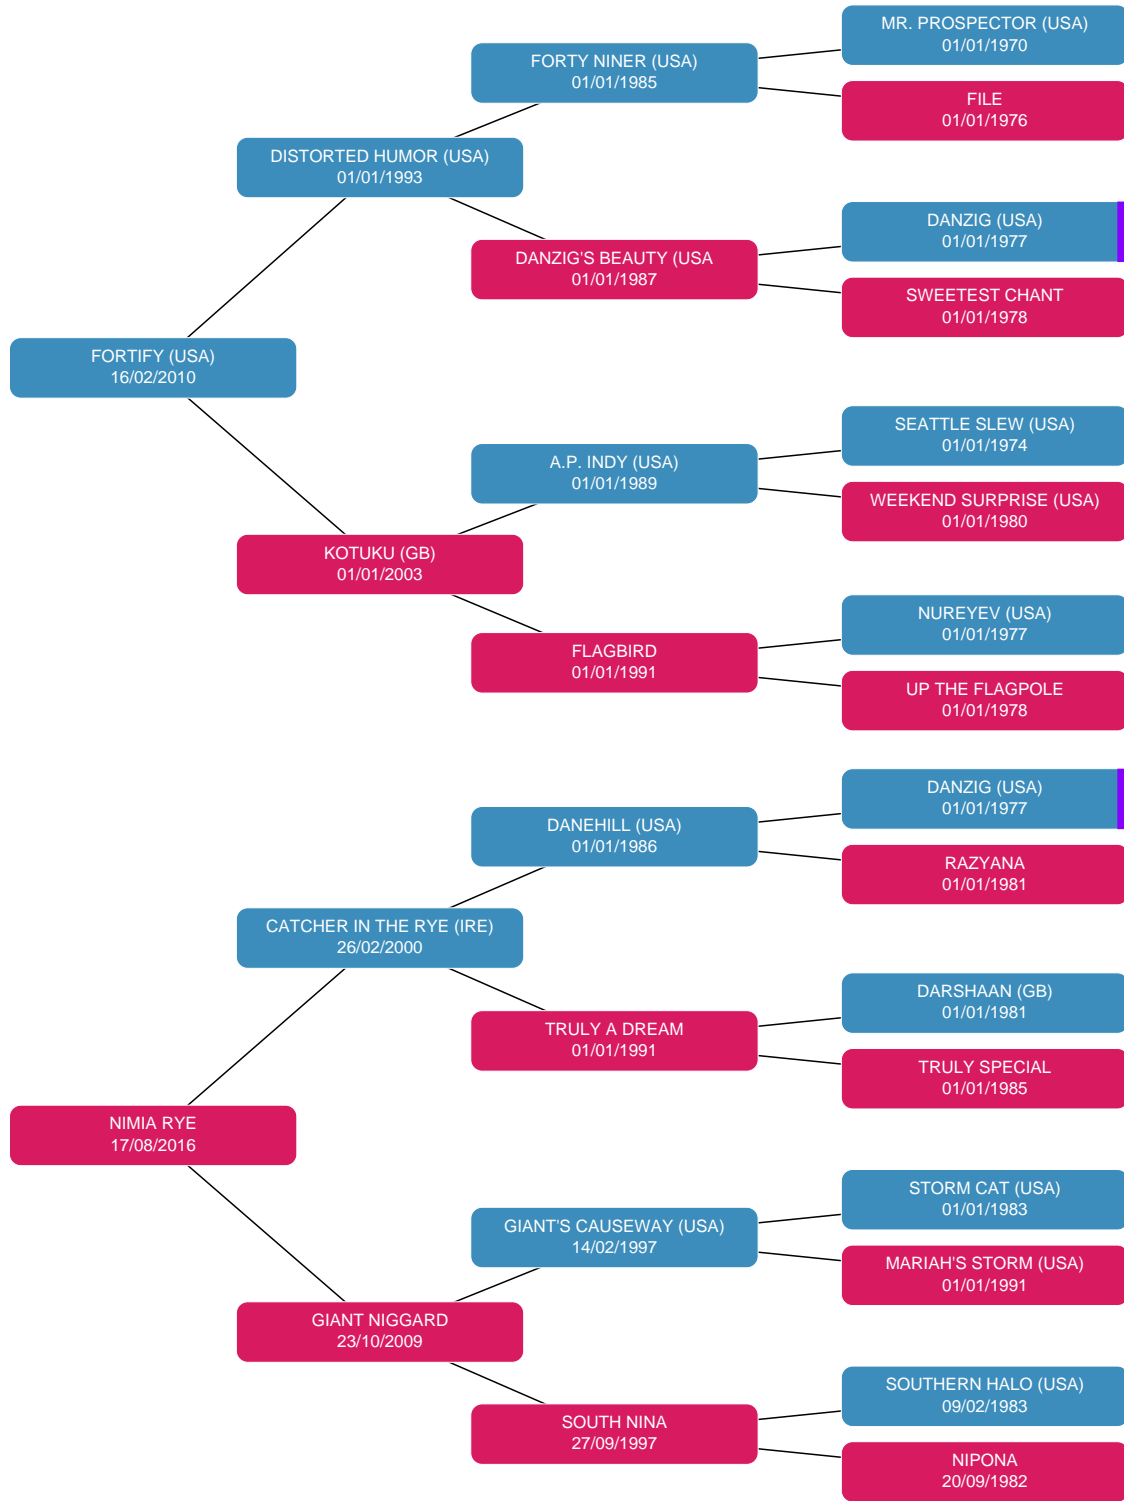 MR. PROSPECTOR (USA)
01/01/1970
FORTY NINER (USA)
01/01/1985
FILE
01/01/1976
DISTORTED HUMOR (USA)
01/01/1993
DANZIG (USA)
01/01/1977
DANZIG'S BEAUTY (USA
01/01/1987
SWEETEST CHANT
01/01/1978
FORTIFY (USA)
16/02/2010
SEATTLE SLEW (USA)
01/01/1974
A.P. INDY (USA)
01/01/1989
WEEKEND SURPRISE (USA)
01/01/1980
KOTUKU (GB)
01/01/2003
NUREYEV (USA)
01/01/1977
FLAGBIRD
01/01/1991
UP THE FLAGPOLE
01/01/1978
DANZIG (USA)
01/01/1977
DANEHILL (USA)
01/01/1986
RAZYANA
01/01/1981
CATCHER IN THE RYE (IRE)
26/02/2000
DARSHAAN (GB)
01/01/1981
TRULY A DREAM
01/01/1991
TRULY SPECIAL
01/01/1985
NIMIA RYE
17/08/2016
STORM CAT (USA)
01/01/1983
GIANT'S CAUSEWAY (USA)
14/02/1997
MARIAH'S STORM (USA)
01/01/1991
GIANT NIGGARD
23/10/2009
SOUTHERN HALO (USA)
09/02/1983
SOUTH NINA
27/09/1997
NIPONA
20/09/1982